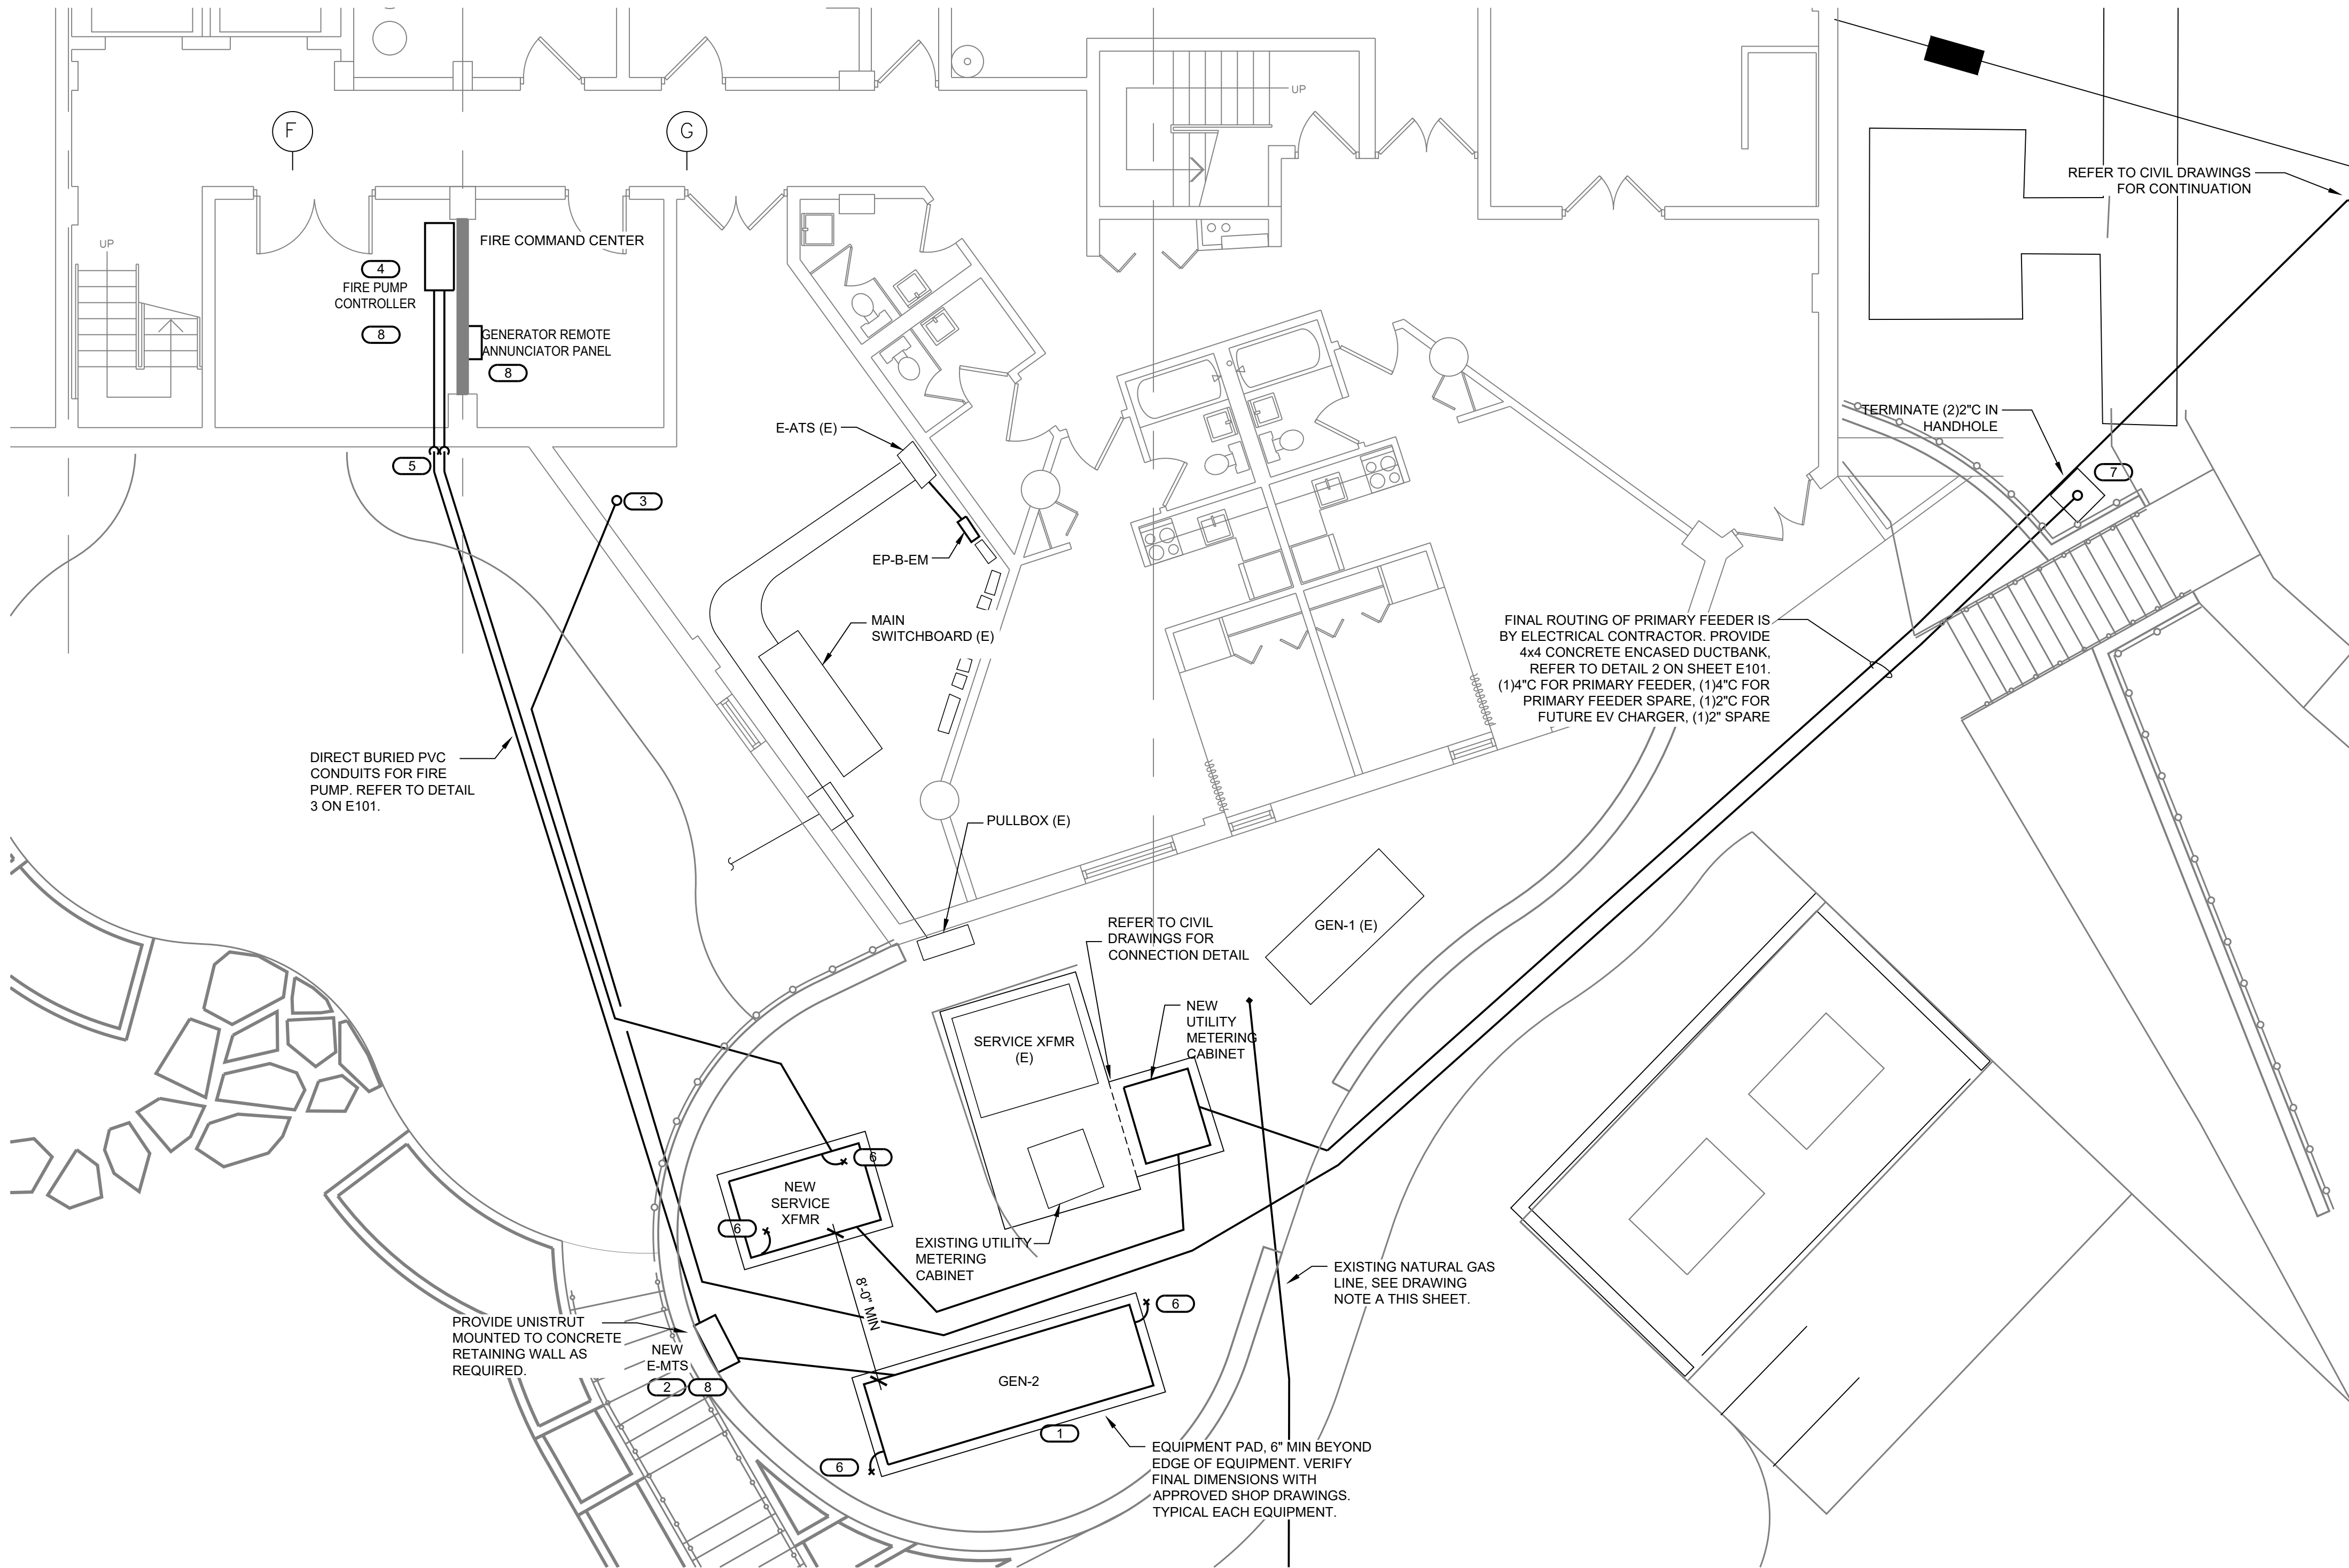 UP
F
G
REFER TO CIVIL DRAWINGS
FOR CONTINUATION
UP
FIRE COMMAND CENTER
4
FIRE PUMP
CONTROLLER
8
GENERATOR REMOTE
ANNUNCIATOR PANEL
8
TERMINATE (2)2"C IN
HANDHOLE
7
E-ATS (E)
5
3
EP-B-EM
MAIN
SWITCHBOARD (E)
FINAL ROUTING OF PRIMARY FEEDER IS
BY ELECTRICAL CONTRACTOR. PROVIDE
4x4 CONCRETE ENCASED DUCTBANK,
REFER TO DETAIL 2 ON SHEET E101.
(1)4"C FOR PRIMARY FEEDER, (1)4"C FOR
PRIMARY FEEDER SPARE, (1)2"C FOR
FUTURE EV CHARGER, (1)2" SPARE
DIRECT BURIED PVC
CONDUITS FOR FIRE
PUMP. REFER TO DETAIL
3 ON E101.
PULLBOX (E)
REFER TO CIVIL
DRAWINGS FOR
CONNECTION DETAIL
GEN-1 (E)
NEW
UTILITY
METERING
CABINET
SERVICE XFMR
(E)
6
NEW
SERVICE
XFMR
6
EXISTING UTILITY
METERING
CABINET
8'-0" MIN
EXISTING NATURAL GAS
LINE, SEE DRAWING
NOTE A THIS SHEET.
6
PROVIDE UNISTRUT
MOUNTED TO CONCRETE
RETAINING WALL AS
REQUIRED.
NEW
E-MTS
2
8
GEN-2
1
6
EQUIPMENT PAD, 6" MIN BEYOND
EDGE OF EQUIPMENT. VERIFY
FINAL DIMENSIONS WITH
APPROVED SHOP DRAWINGS.
TYPICAL EACH EQUIPMENT.